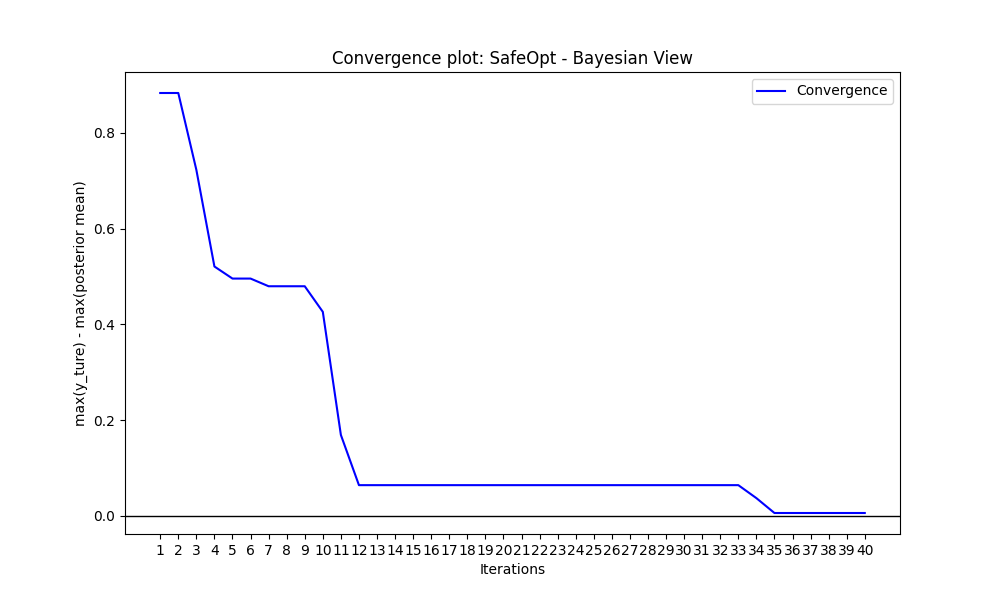 Convergence plot: SafeOpt - Bayesian View
Convergence
max(y_ture) - max(posterior mean)
0.8
0.6
0.4
0.2
0.0
1 2 3 4 5 6 7 8 9 10 11 12 13 14 15 16 17 18 19 20 21 22 23 24 25 26 27 28 29 30 31 32 33 34 35 36 37 38 39 40
Iterations